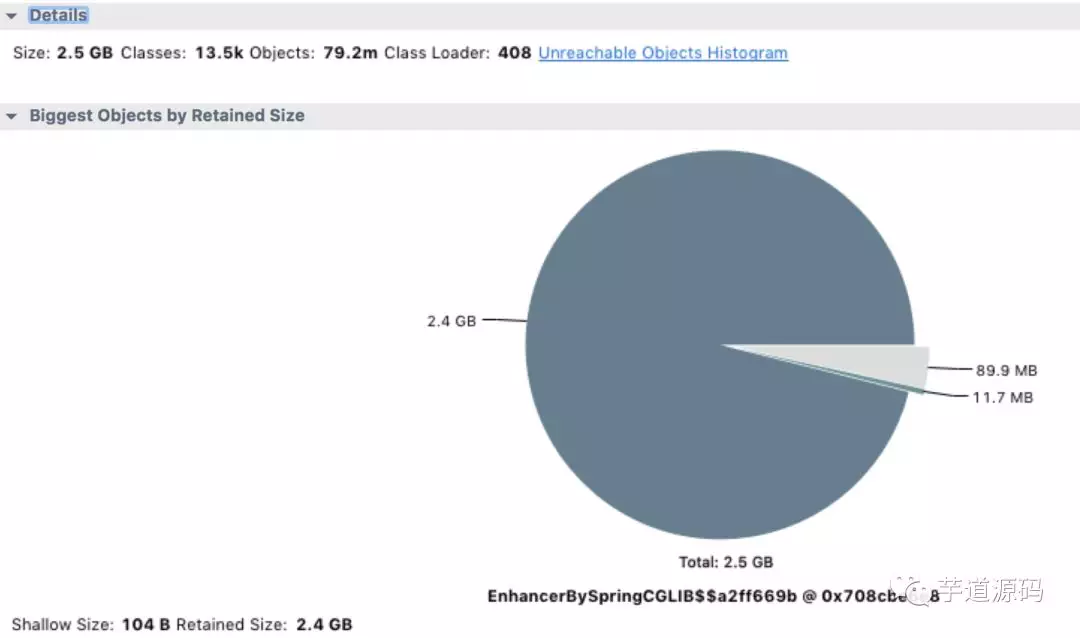 Details
Size: 2.5 GB Classes: 13.5k Objects: 79.2m Class Loader: 408 Unreachable Objects Histogram
Biggest Objects by Retained Size
2.4 GB
89.9 MB
11.7 MB
Total: 2.5 GB
EnhancerBySpringCGLIB$$a2ff669b @
芋道源码
Shallow Size: 104 B Retained Size: 2.4 GB